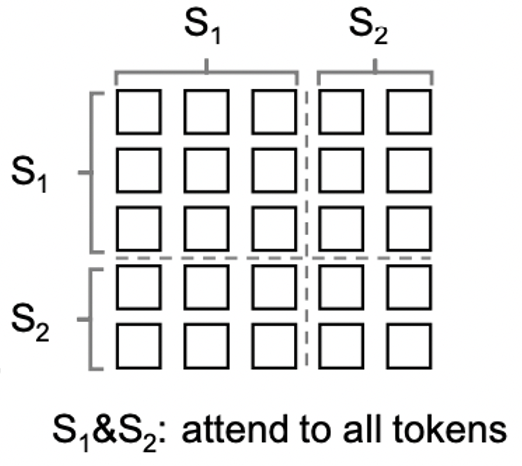 S₁ S₂
S₁
S₂
S₁&S₂: attend to all tokens